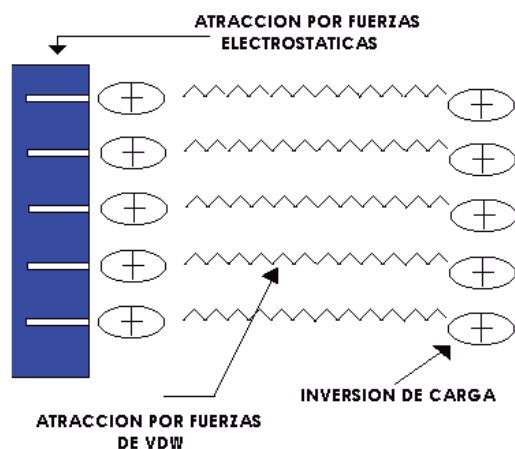 ATRACCION POR FUERZAS
ELECTROSTATICAS
INVERSION DE CARGA
ATRACCION POR FUERZAS
DE VDW